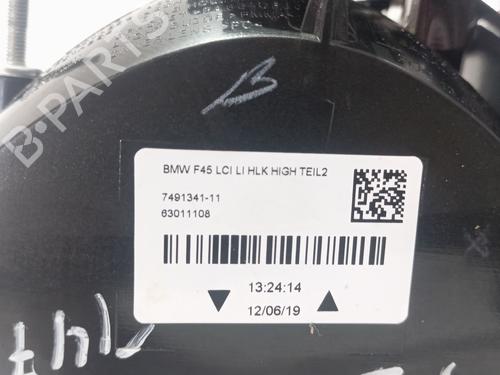 B-PARTS
B
BMW F45 LCI LI HLK HIGH TEIL2
7491341-11
63011108
13:24:14
12/06/19